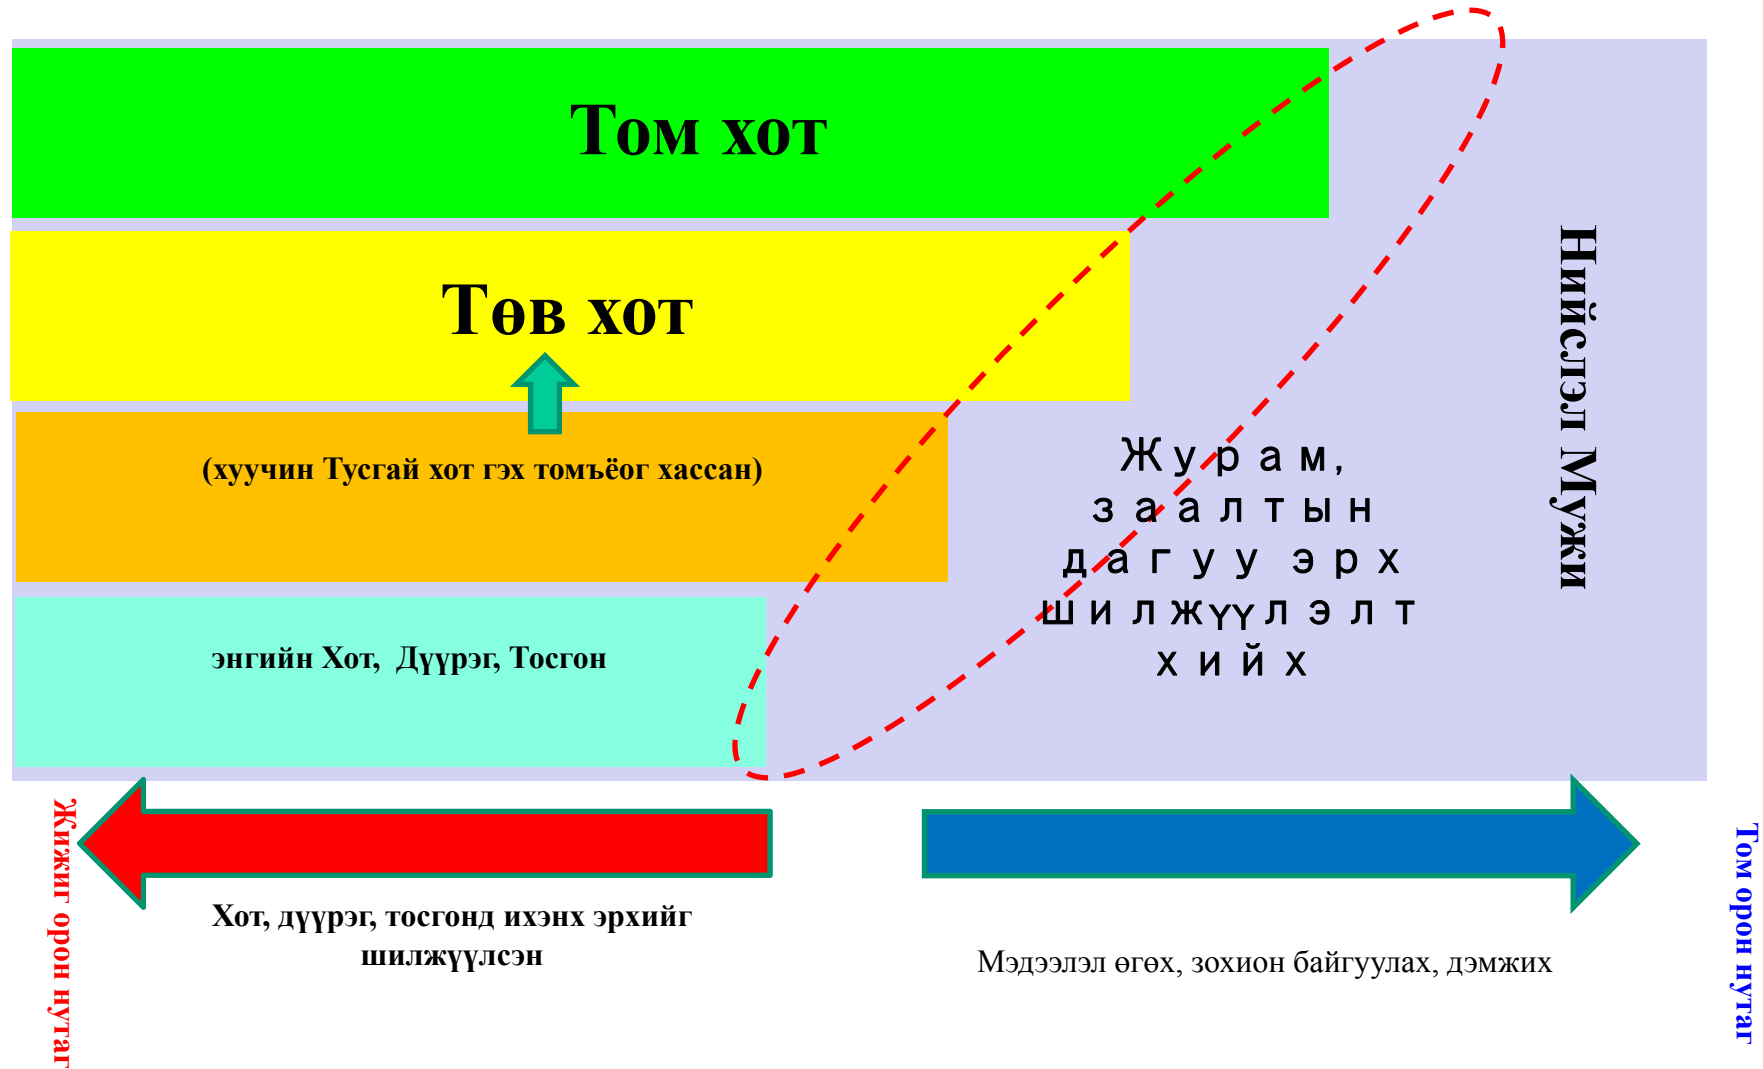 Том хот
Төв хот
(хуучин Тусгай хот гэх томъёог хассан)
энгийн Хот, Дүүрэг, Тосгон
Журам,
заалтын
дагуу эрх
шилжүүлэлт
хийх
Нийслэл Мужи
Жижиг орон нутаг
Хот, дүүрэг, тосгонд ихэнх эрхийг
шилжүүлсэн
Мэдээлэл өгөх, зохион байгуулах, дэмжих
Том орон нутаг